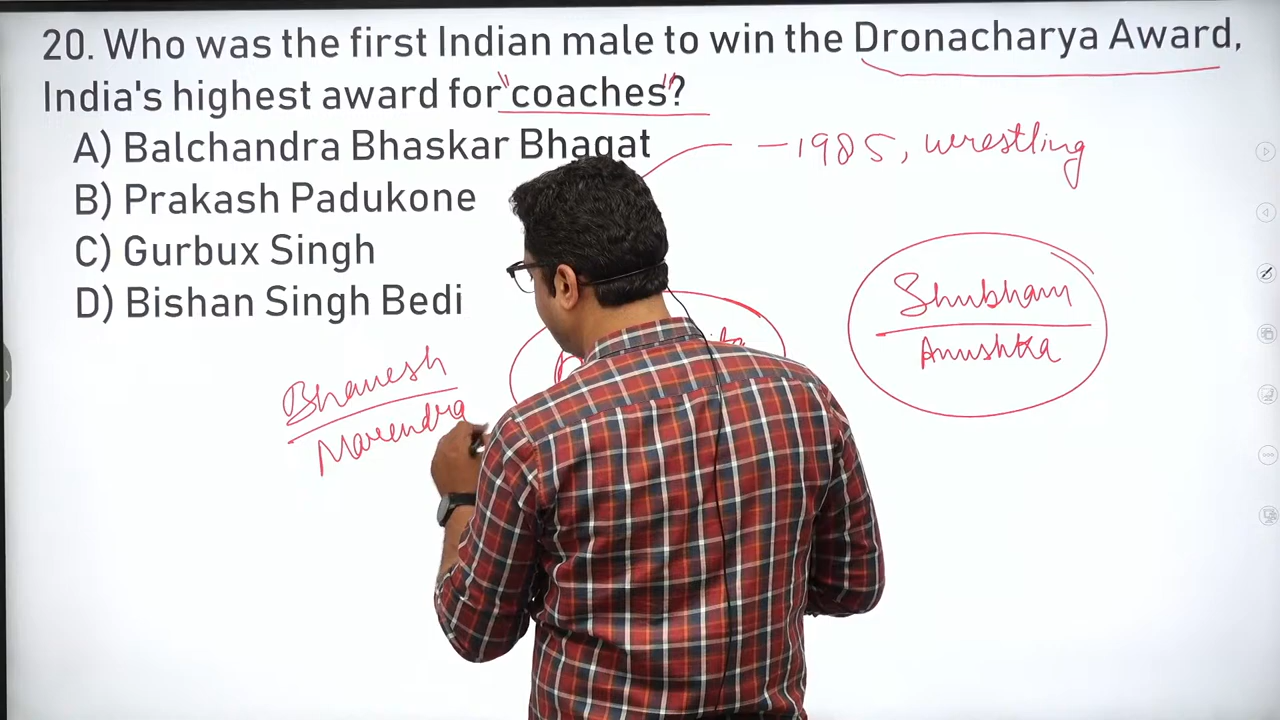 20. Who was the first Indian male to win the Dronacharya Award,
India's highest award for "coaches"?
A) Balchandra Bhaskar Bhagat
– 1985, wrestling
B) Prakash Padukone
C) Gurbux Singh
D) Bishan Singh Bedi
Shubham
Anushka
Bhavesh
Narendra